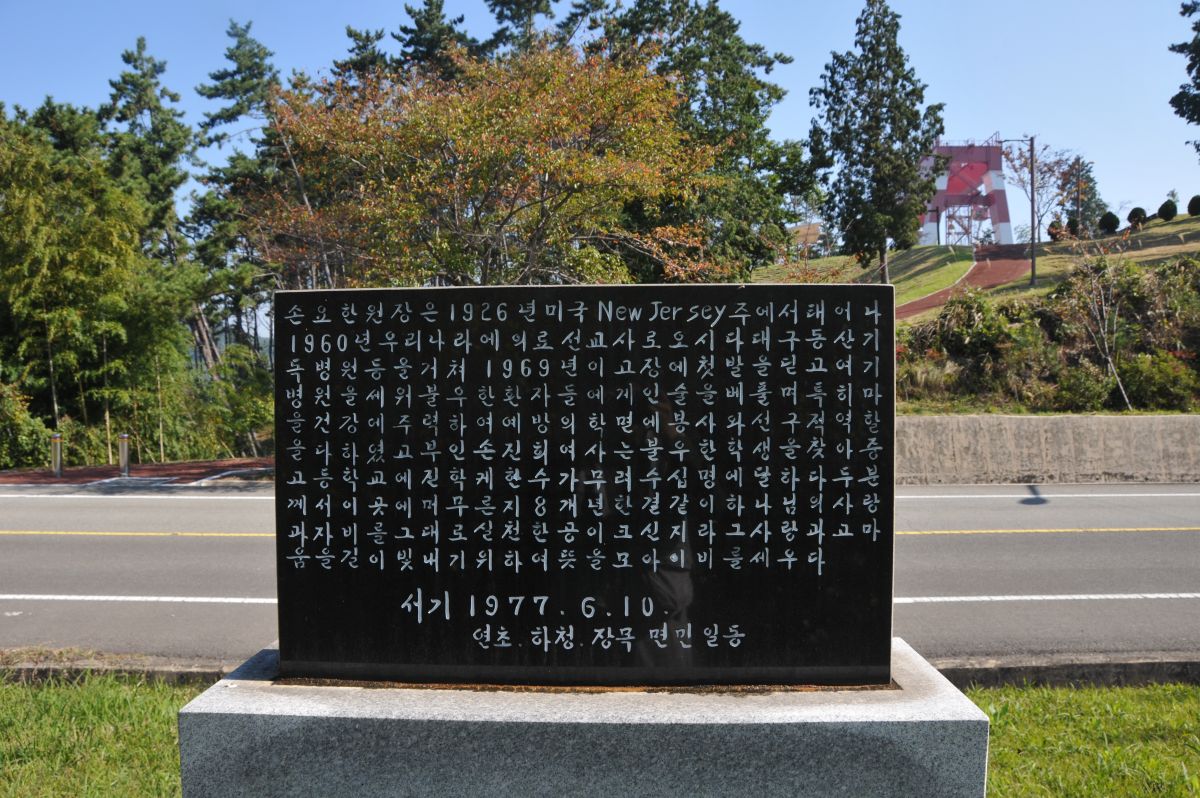 손요한원장은1926년미국New Jersey주에서태어나
1960년우리나라에의료선교사로오시다대구동산기
독병원등을거쳐 1969년이고장에첫발을딛고여기
병원을세위불우한환자들에게인술을베풀며특히마
을건강에주력하여예방의학면에봉사와선구적역할
을다하였고부인손진희여사는불우한학생을찾아중
고등학교에진학케한수가무려수십명에달하다두분
께서이곳에머무른지8개년한결같이하나님의사랑
과자비를그대로실천한공이크신지라그사랑과고마
움을길이빛내기위하여뜻을모아이비를세우다
서기 1977.6.10.
연초.하청.장목면민일동